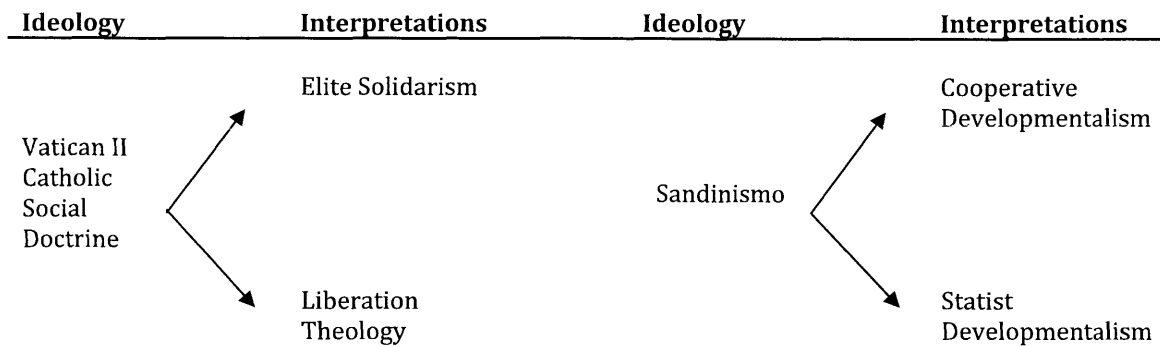 Ideology Interpretations Ideology Interpretations
Elite Solidarism
Vatican II
Catholic
Social
Doctrine
Liberation
Theology
Cooperative
Developmentalism
Sandinismo
Statist
Developmentalism